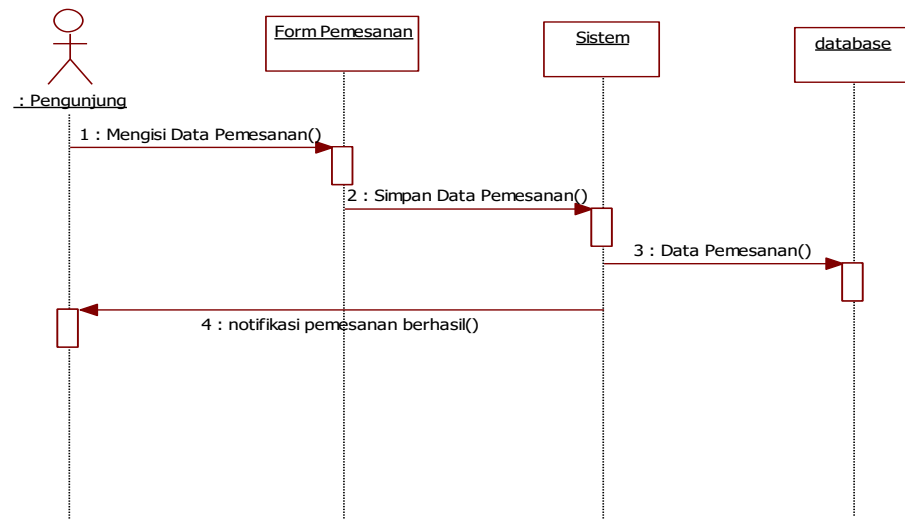 Form Pemesanan
Sistem
database
: Pengunjung
1 : Mengisi Data Pemesanan()
2 : Simpan Data Pemesanan()
3 : Data Pemesanan()
4 : notifikasi pemesanan berhasil()